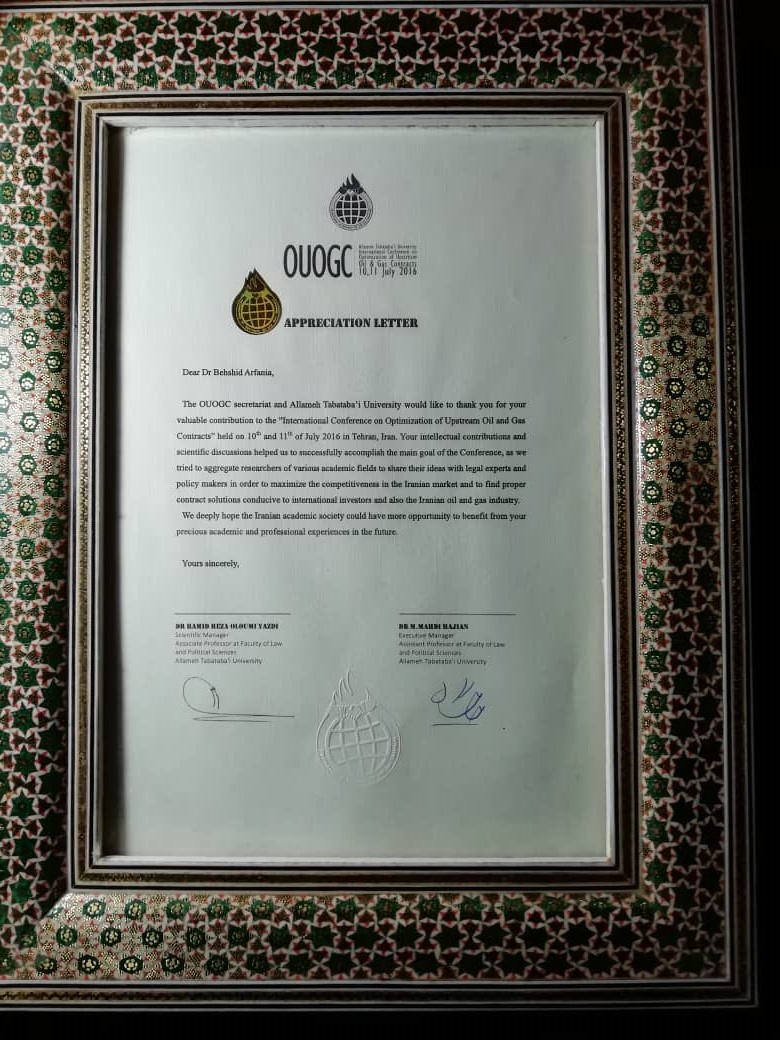 OUOGC
Allameh Tabataba'i University
International Conference on
Optimization of Upstream
Oil & Gas Contracts
10,11 July 2016
APPRECIATION LETTER
Dear Dr Behshid Arfania,
The OUOGC secretariat and Allameh Tabataba'i University would like to thank you for your
valuable contribution to the "International Conference on Optimization of Upstream Oil and Gas
Contracts" held on 10th and 11th of July 2016 in Tehran, Iran. Your intellectual contributions and
scientific discussions helped us to successfully accomplish the main goal of the Conference, as we
tried to aggregate researchers of various academic fields to share their ideas with legal experts and
policy makers in order to maximize the competitiveness in the Iranian market and to find proper
contract solutions conducive to international investors and also the Iranian oil and gas industry.
We deeply hope the Iranian academic society could have more opportunity to benefit from your
precious academic and professional experiences in the future.
Yours sincerely,
DR HAMID REZA OLOUMI YAZDI
Scientific Manager
Associate Professor at Faculty of Law
and Political Sciences
Allameh Tabataba'i University
DR M.MAHDI HAJIAN
Executive Manager
Assistant Professor at Faculty of Law
and Political Sciences
Allameh Tabataba'i University